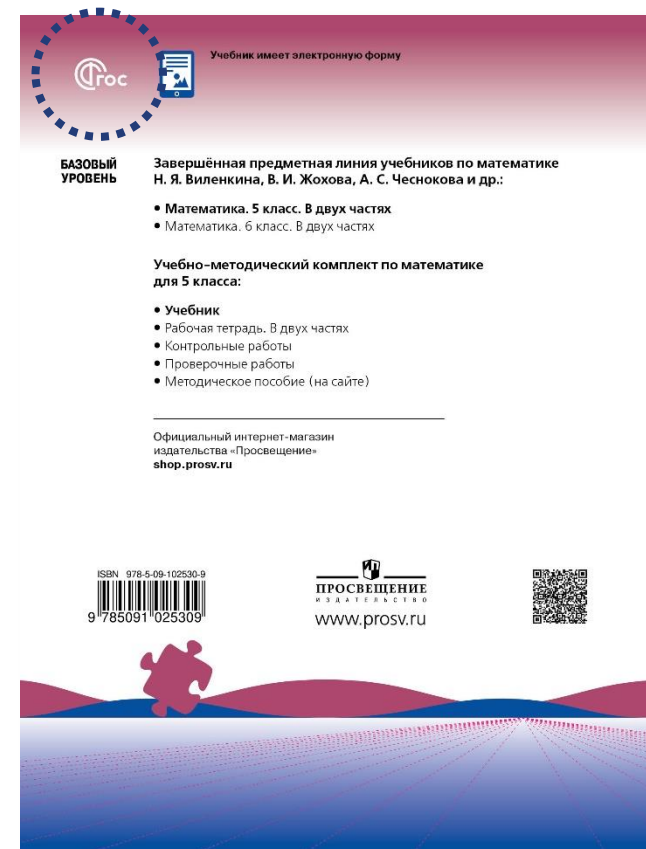 ФГОС
Учебник имеет электронную форму
БАЗОВЫЙ
УРОВЕНЬ
Завершённая предметная линия учебников по математике
Н. Я. Виленкина, В. И. Жохова, А. С. Чеснокова и др.:
• Математика. 5 класс. В двух частях
• Математика. 6 класс. В двух частях
Учебно-методический комплект по математике
для 5 класса:
• Учебник
• Рабочая тетрадь. В двух частях
• Контрольные работы
• Проверочные работы
• Методическое пособие (на сайте)
Официальный интернет-магазин
издательства «Просвещение»
shop.prosv.ru
ISBN 978-5-09-102530-9
9 785091 025309
ПРОСВЕЩЕНИЕ
ИЗДАТЕЛЬСТВО
www.prosv.ru